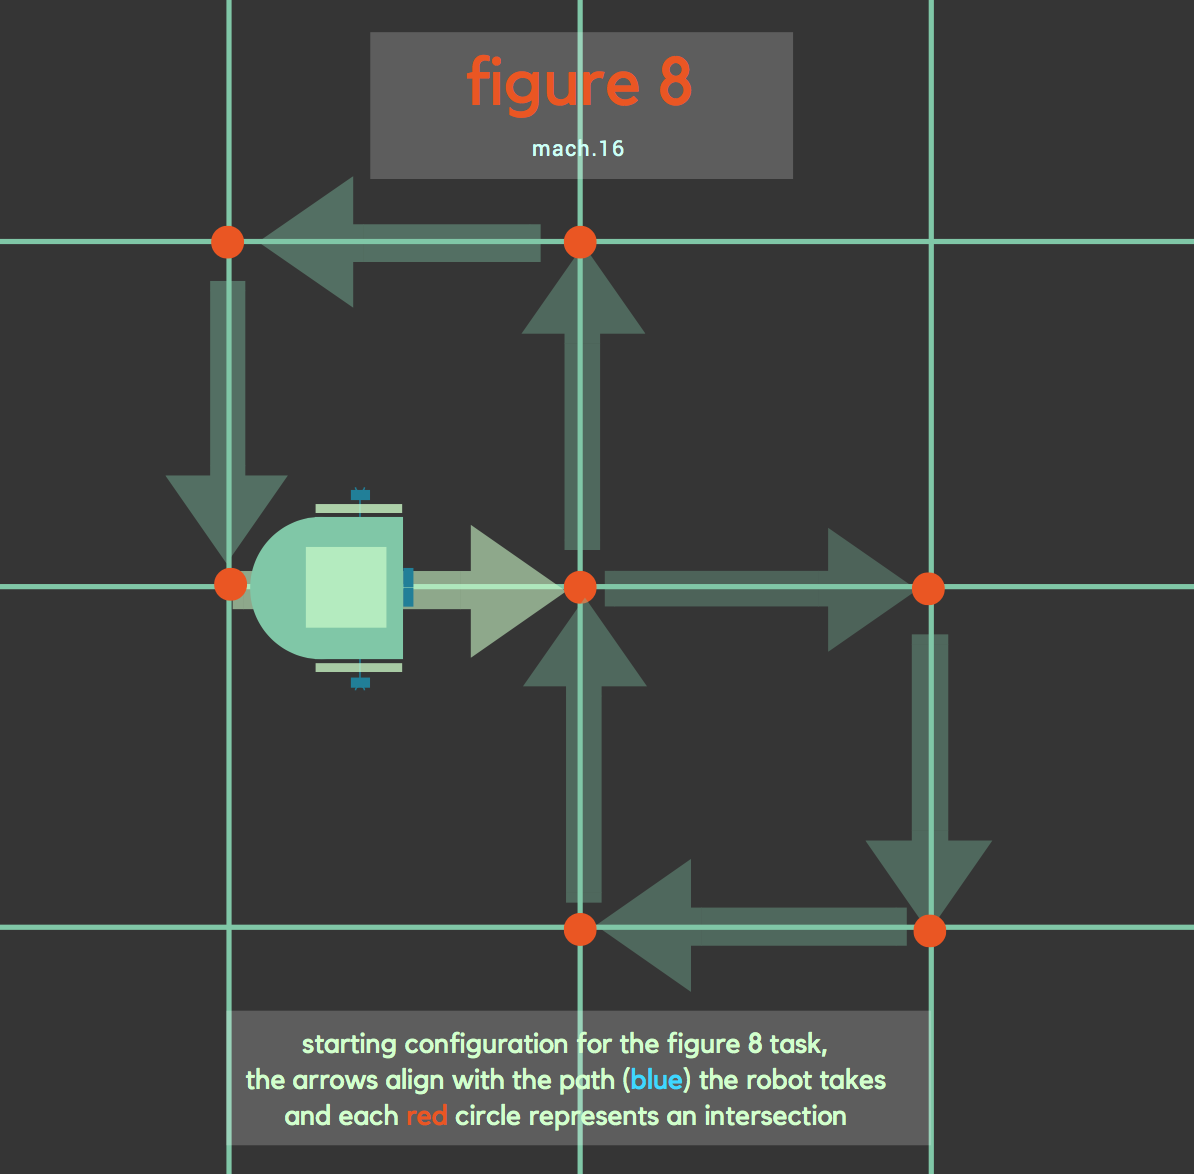 figure 8
mach.16
starting configuration for the figure 8 task,
the arrows align with the path (blue) the robot takes
and each red circle represents an intersection